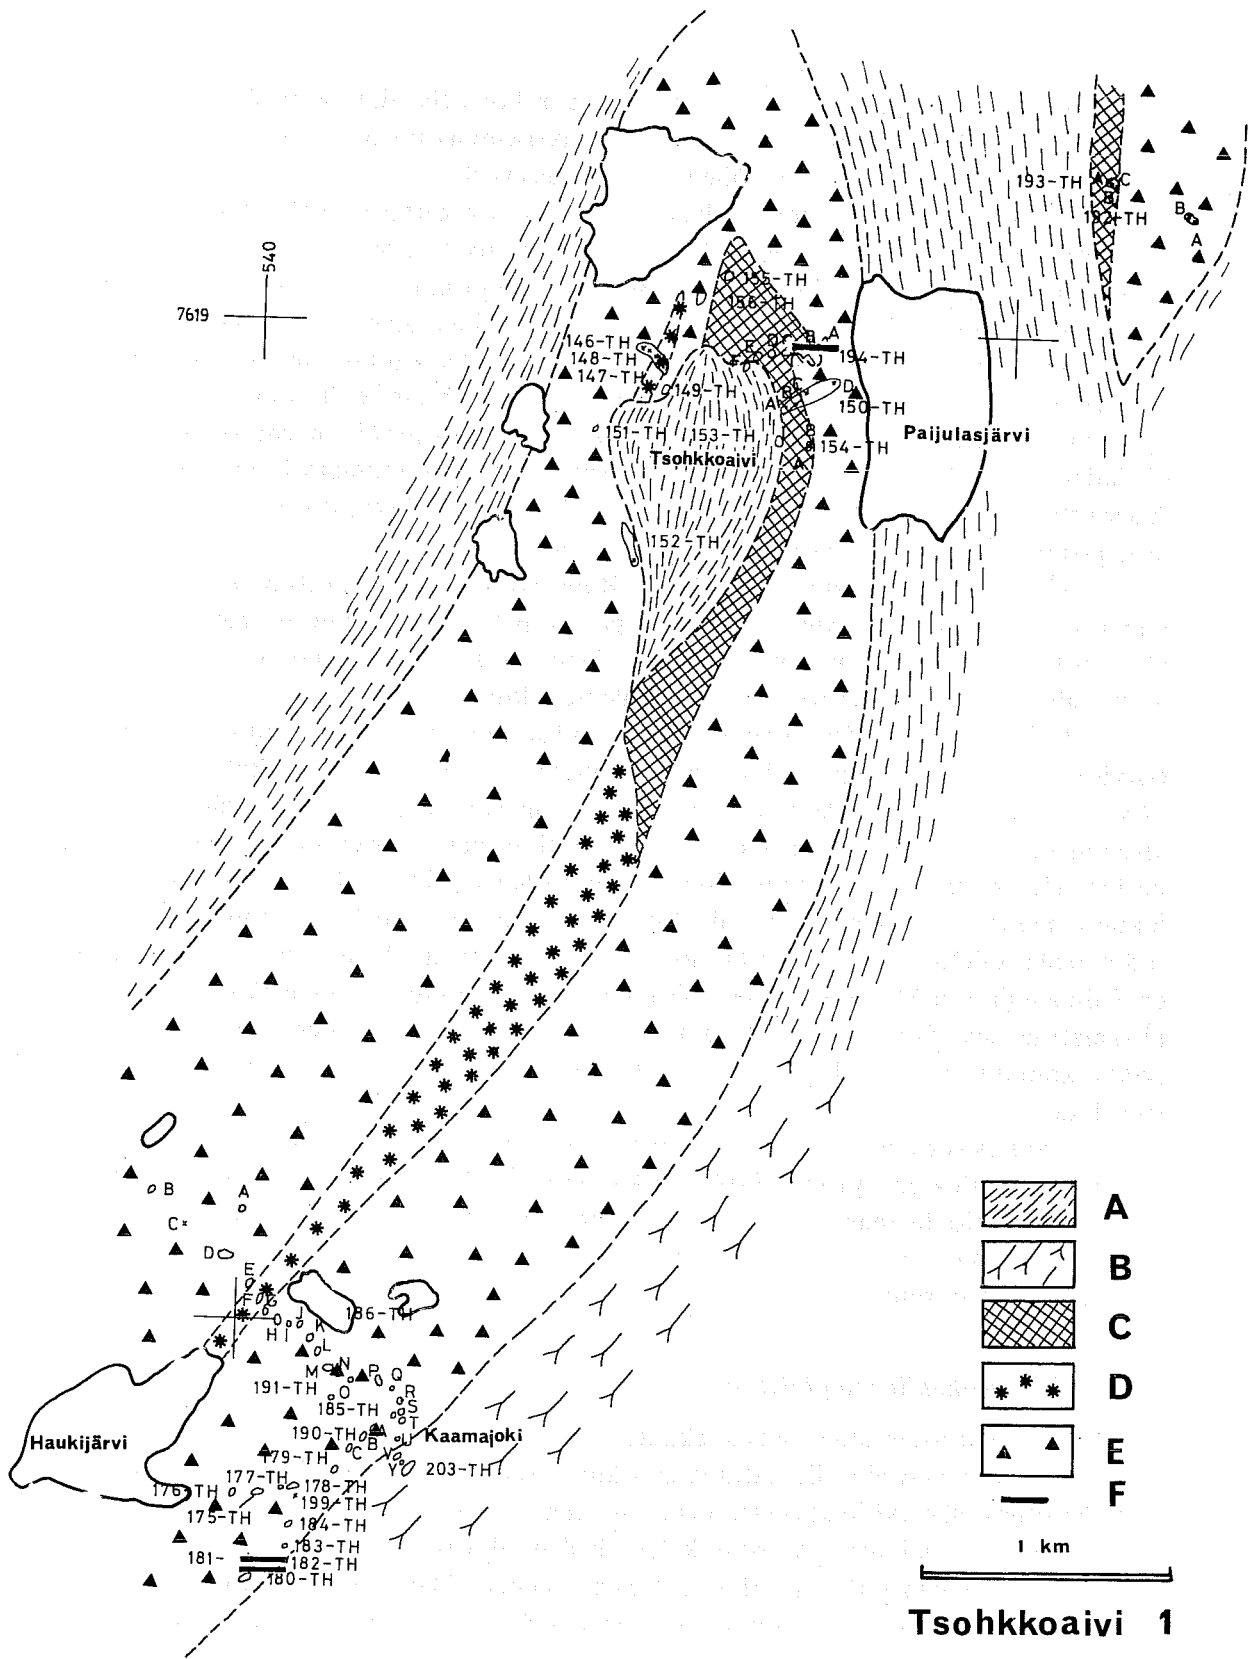 193-TH A C
B
192-TH B
A
540
7619
155-TH
156-TH
146-TH
148-TH
147-TH
149-TH
E D B A
194-TH
A B C D
150-TH
151-TH 153-TH
B
154-TH
A
Tsohkkoaivi
Paijulasjärvi
152-TH
B
A
C
D
E
F G
H I J
K
L
186-TH
M N P Q
191-TH O R
185-TH S
T
190-TH A
B U
Kaamajoki
179-TH C V
Y 203-TH
Haukijärvi
176-TH 177-TH 178-TH
199-TH
175-TH 184-TH
183-TH
181- 182-TH
180-TH
A
B
C
D
E
F
1 km
Tsohkkoaivi 1